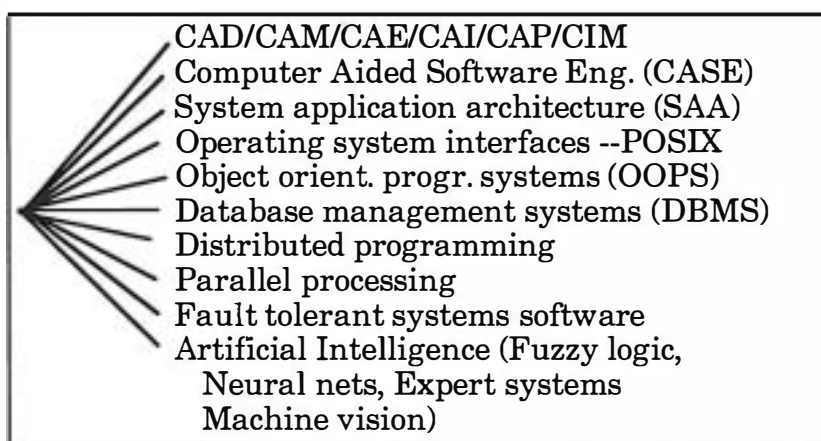 CAD/CAM/CAE/CAI/CAP/CIM
Computer Aided Software Eng. (CASE)
System application architecture (SAA)
Operating system interfaces --POSIX
Object orient. progr. systems (OOPS)
Database management systems (DBMS)
Distributed programming
Parallel processing
Fault tolerant systems software
Artificial Intelligence (Fuzzy logic,
Neural nets, Expert systems
Machine vision)